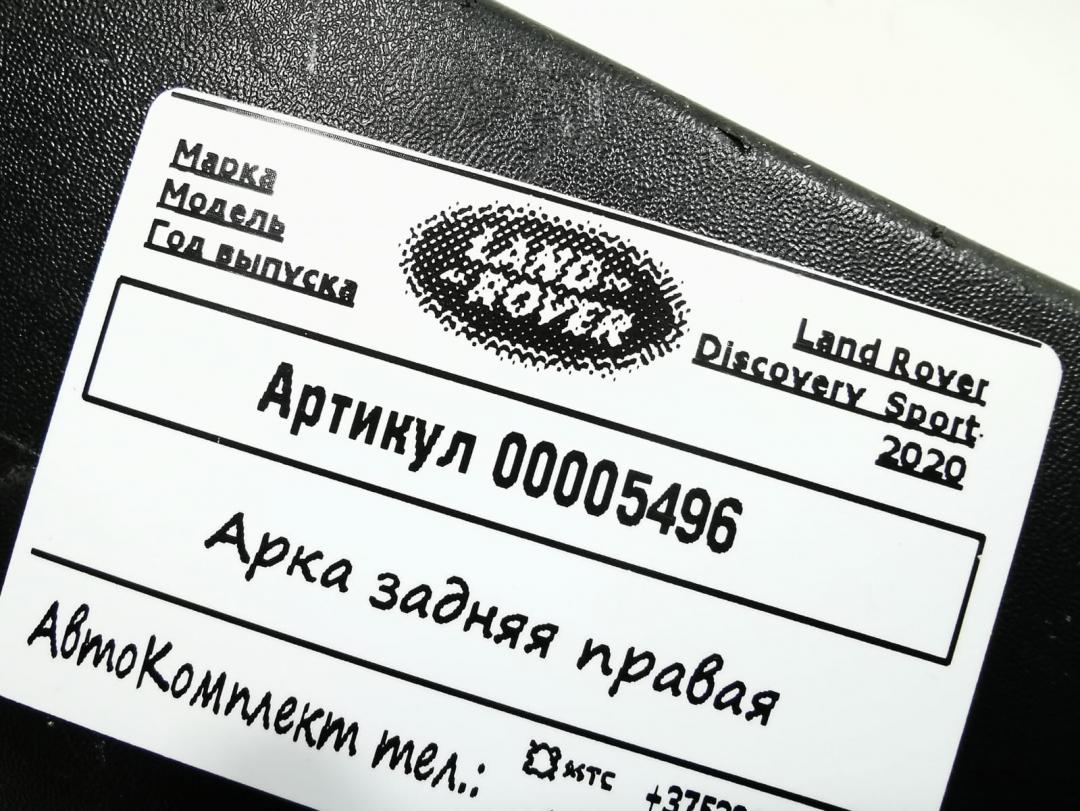 Марка
Модель
Год выпуска
LAND
ROVER
Land Rover
Discovery Sport
2020
Артикул 00005496
Арка задняя правая
АвтоКомплект тел.:
мтс